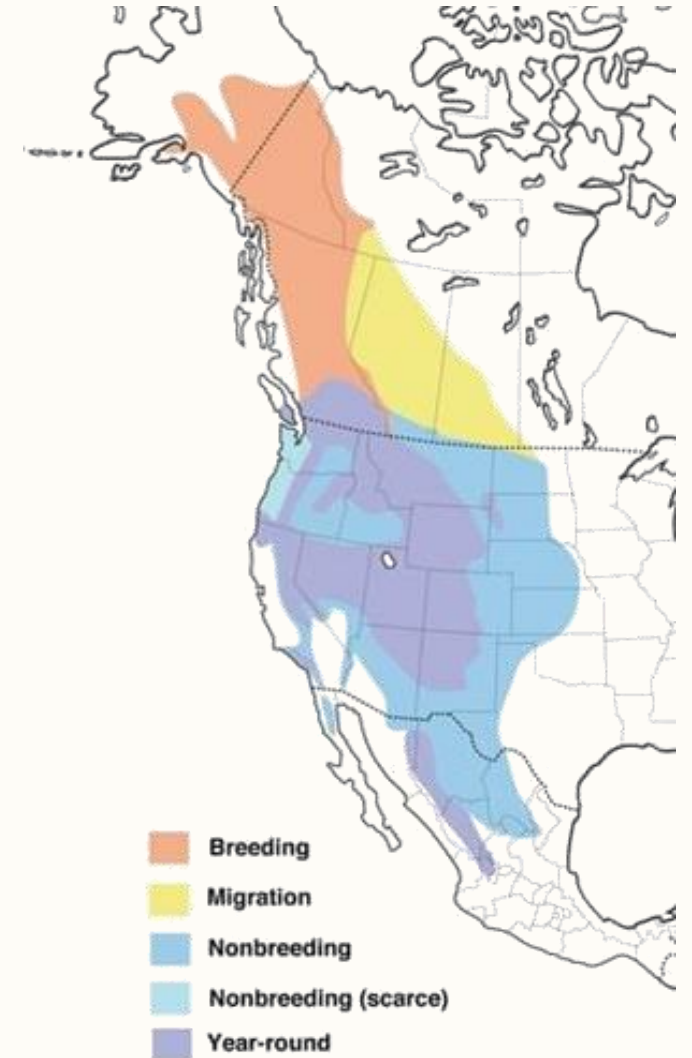 Breeding
Migration
Nonbreeding
Nonbreeding (scarce)
Year-round